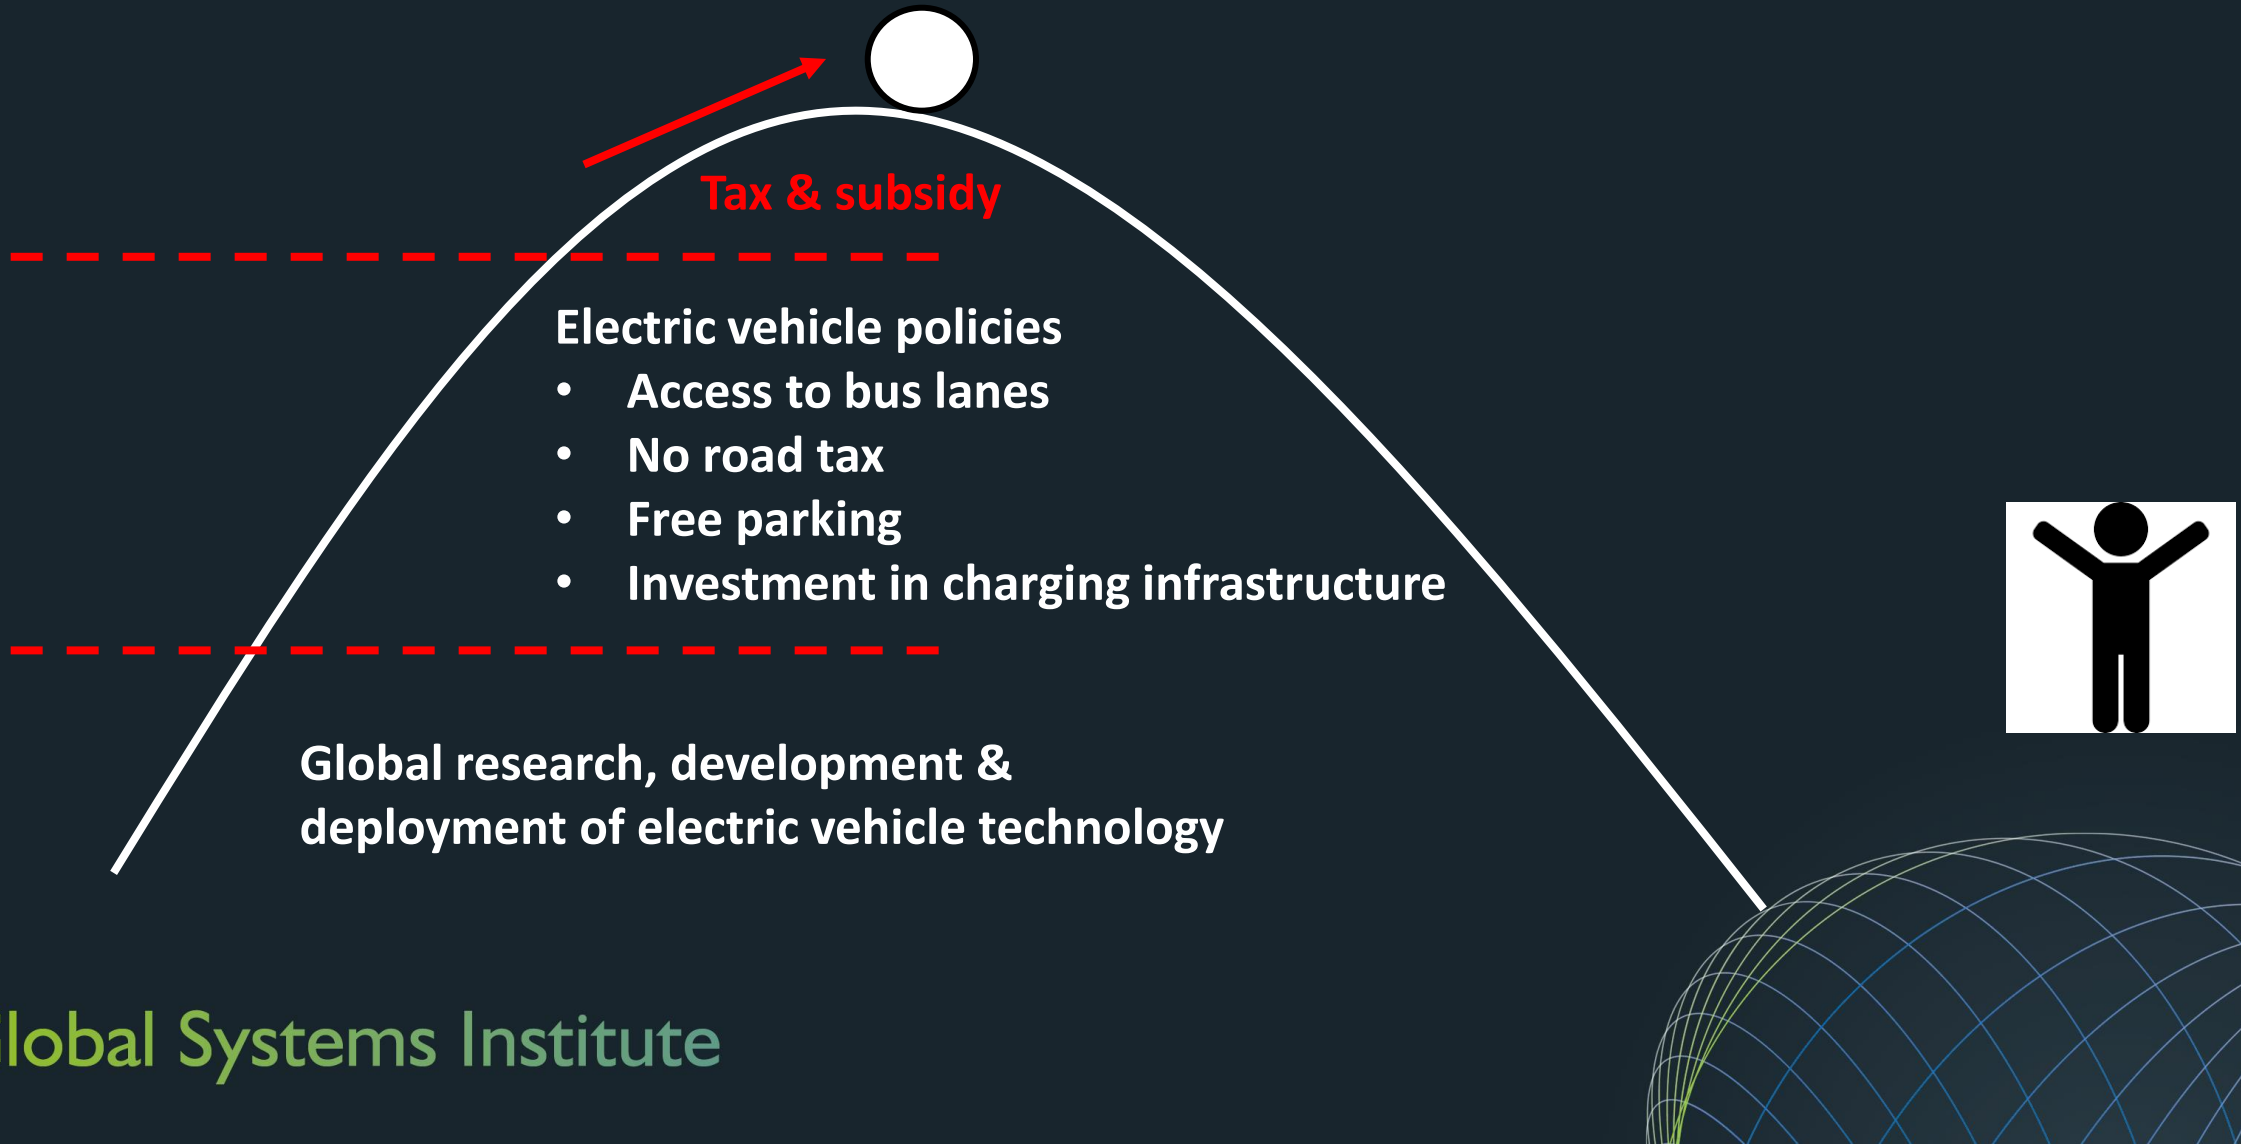 Tax & subsidy
Electric vehicle policies
• Access to bus lanes
• No road tax
• Free parking
• Investment in charging infrastructure
Global research, development &
deployment of electric vehicle technology
Global Systems Institute